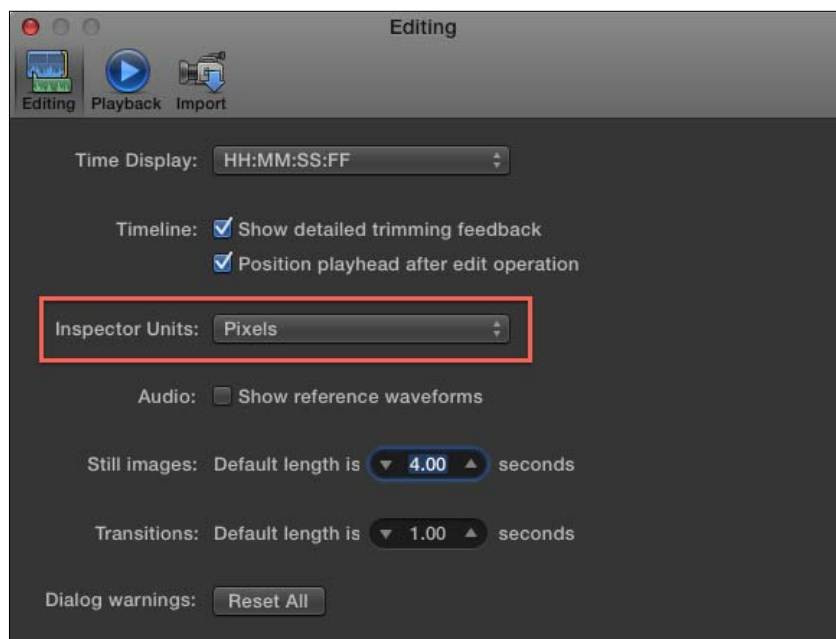 Editing
Editing Playback Import
Time Display: HH:MM:SS:FF
Timeline: Show detailed trimming feedback
Position playhead after edit operation
Inspector Units: Pixels
Audio: Show reference waveforms
Still images: Default length is 4.00 seconds
Transitions: Default length is 1.00 seconds
Dialog warnings: Reset All